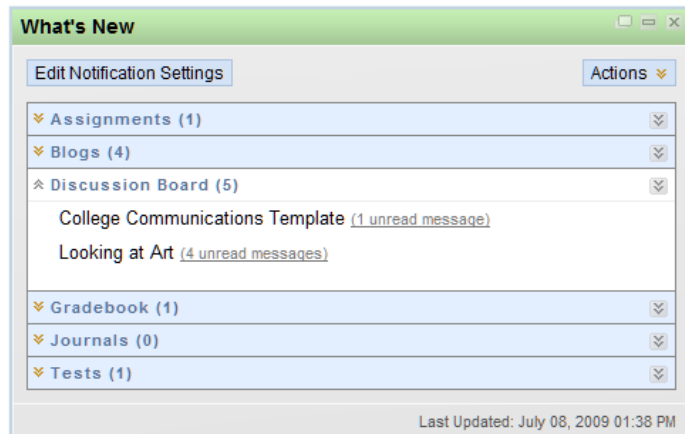 What's New
Edit Notification Settings Actions
Assignments (1)
Blogs (4)
Discussion Board (5)
College Communications Template (1 unread message)
Looking at Art (4 unread messages)
Gradebook (1)
Journals (0)
Tests (1)
Last Updated: July 08, 2009 01:38 PM